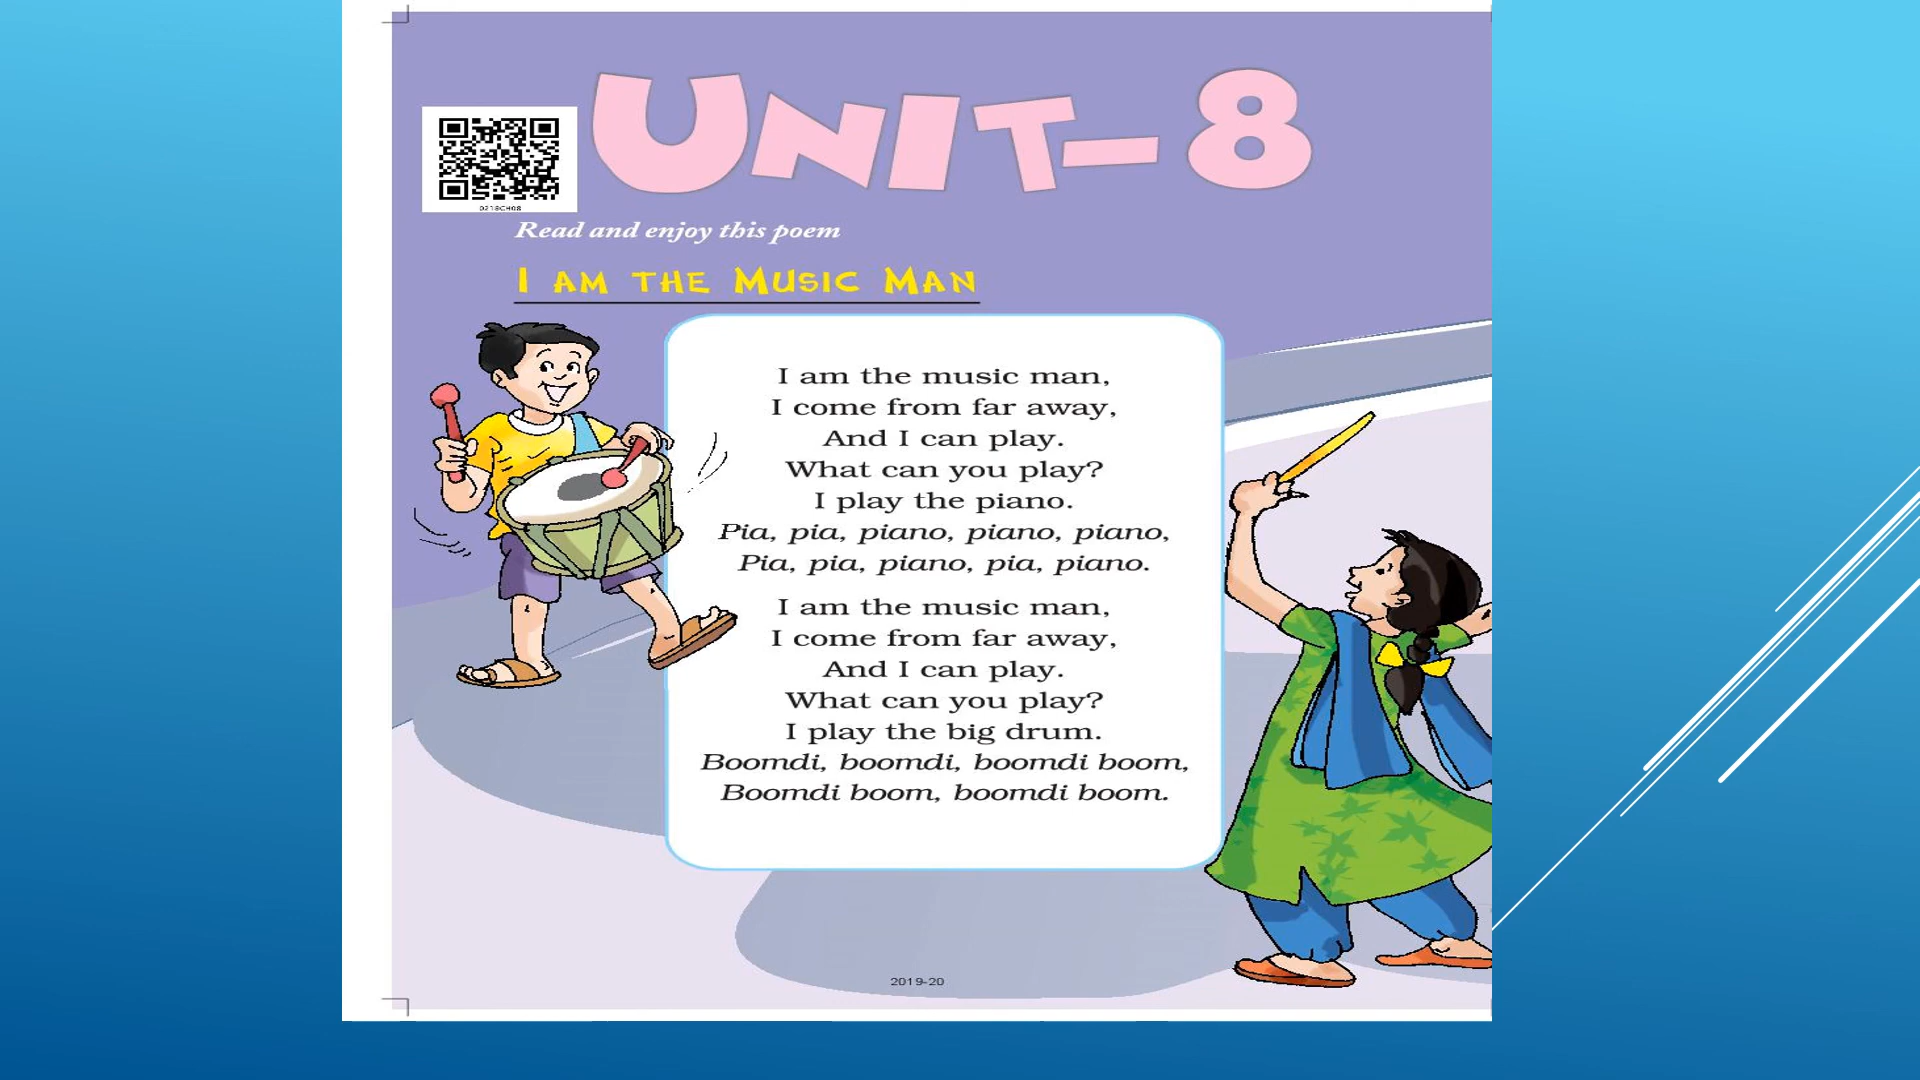 UNIT–8
0218CH08
Read and enjoy this poem
I AM THE MUSIC MAN
I am the music man,
I come from far away,
And I can play.
What can you play?
I play the piano.
Pia, pia, piano, piano, piano,
Pia, pia, piano, pia, piano.
I am the music man,
I come from far away,
And I can play.
What can you play?
I play the big drum.
Boomdi, boomdi, boomdi boom,
Boomdi boom, boomdi boom.
2019-20